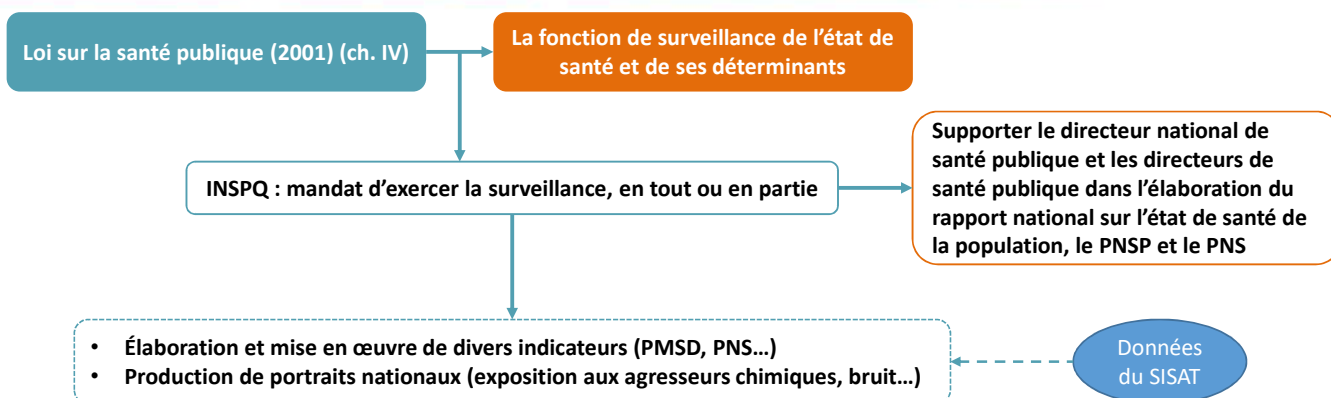 Loi sur la santé publique (2001) (ch. IV)
La fonction de surveillance de l’état de
santé et de ses déterminants
Supporter le directeur national de
santé publique et les directeurs de
santé publique dans l’élaboration du
rapport national sur l’état de santé de
la population, le PNSP et le PNS
INSPQ : mandat d’exercer la surveillance, en tout ou en partie
• Élaboration et mise en œuvre de divers indicateurs (PMSD, PNS…)
• Production de portraits nationaux (exposition aux agresseurs chimiques, bruit…)
Données
du SISAT